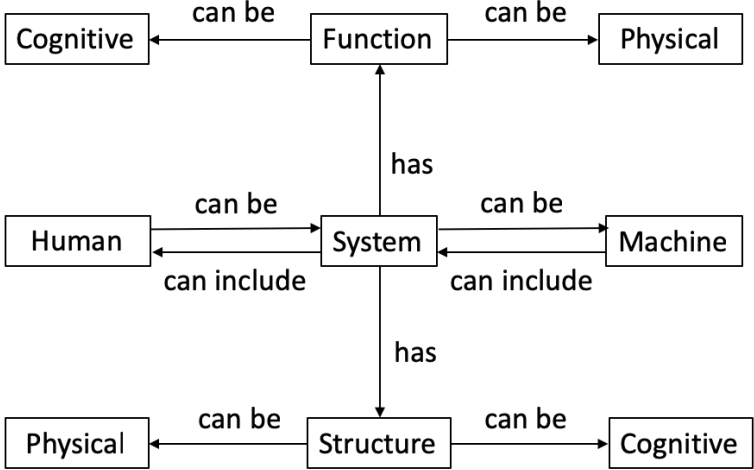 can be can be
Cognitive Function Physical
has
can be can be
Human System Machine
can include can include
has
can be can be
Physical Structure Cognitive